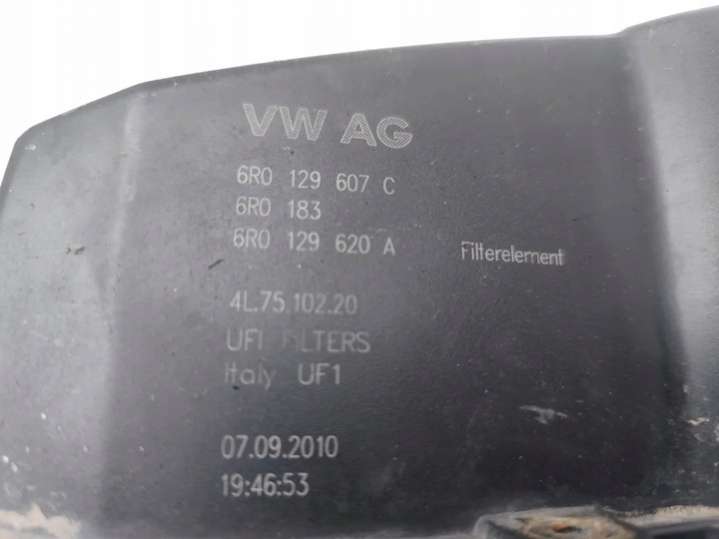 VW AG
6R0 129 607 C
6R0 183
6R0 129 620 A Filterelement
4L.75.102.20
UFI FILTERS
Italy UF1
07.09.2010
19:46:53